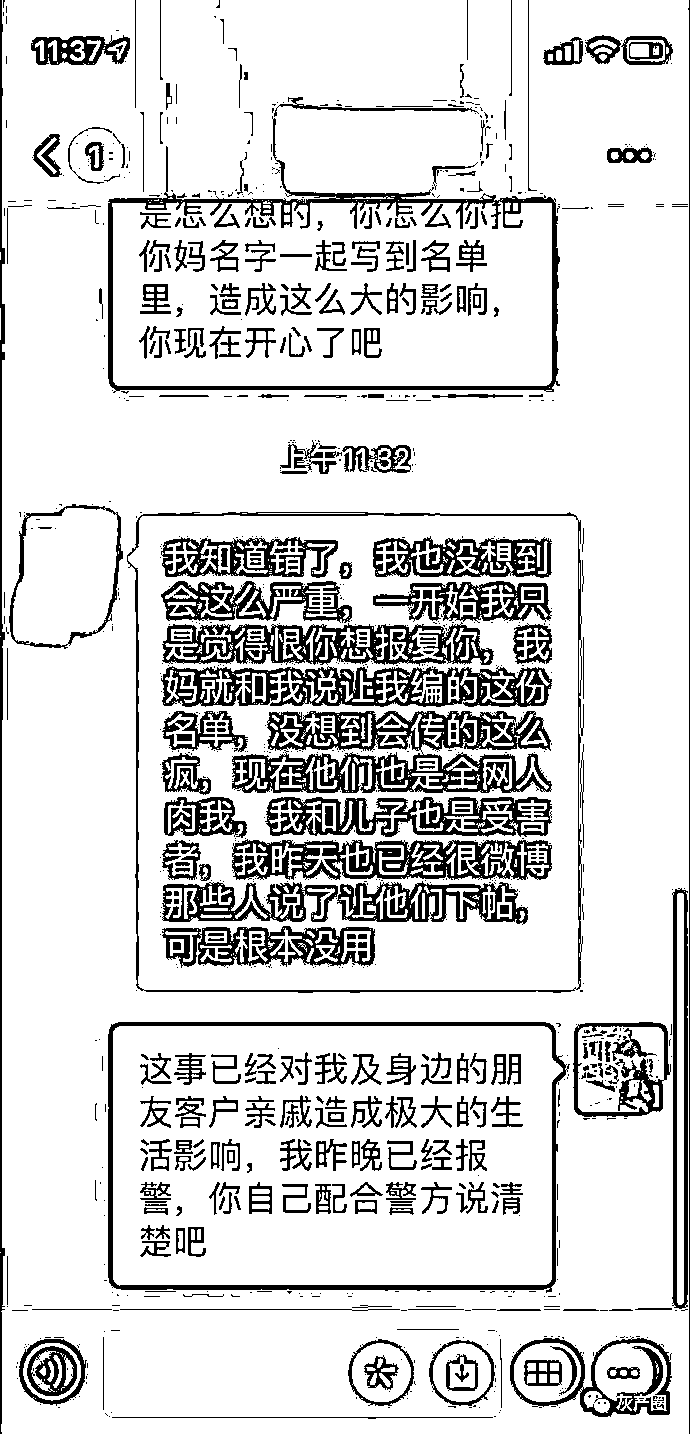 11:37
1
是怎么想的，你怎么你把
你妈名字一起写到名单
里，造成这么大的影响，
你现在开心了吧
上午11:32
我知道错了，我也没想到
会这么严重，一开始我只
是觉得恨你想报复你，我
妈就和我说让我编的这份
名单，没想到会传的这么
疯，现在他们也是全网人
肉我，我和儿子也是受害
者，我昨天也已经很微博
那些人说了让他们下帖，
可是根本没用
这事已经对我及身边的朋
友客户亲戚造成极大的生
活影响，我昨晚已经报
警，你自己配合警方说清
楚吧
灰产圈